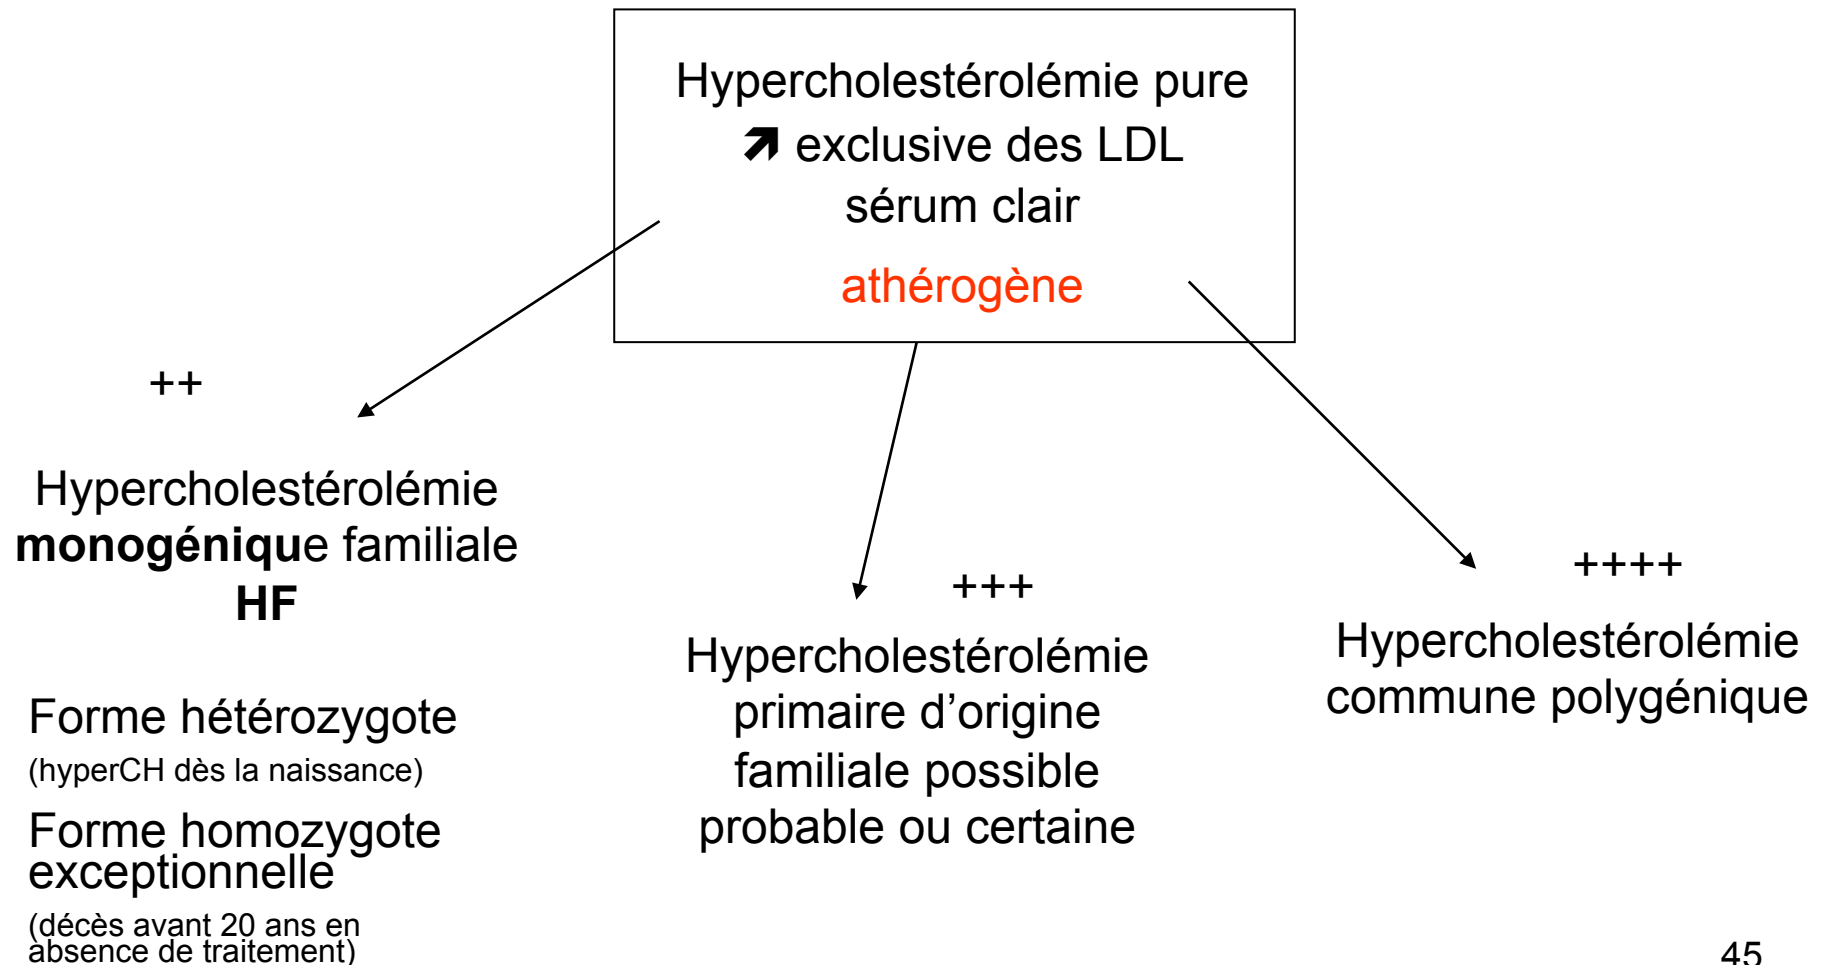 Hypercholestérolémie pure
↗ exclusive des LDL
sérum clair
athérogène
++
Hypercholestérolémie
monogénique familiale
HF
Forme hétérozygote
(hyperCH dès la naissance)
Forme homozygote
exceptionnelle
(décès avant 20 ans en
absence de traitement)
+++
Hypercholestérolémie
primaire d’origine
familiale possible
probable ou certaine
++++
Hypercholestérolémie
commune polygénique
45